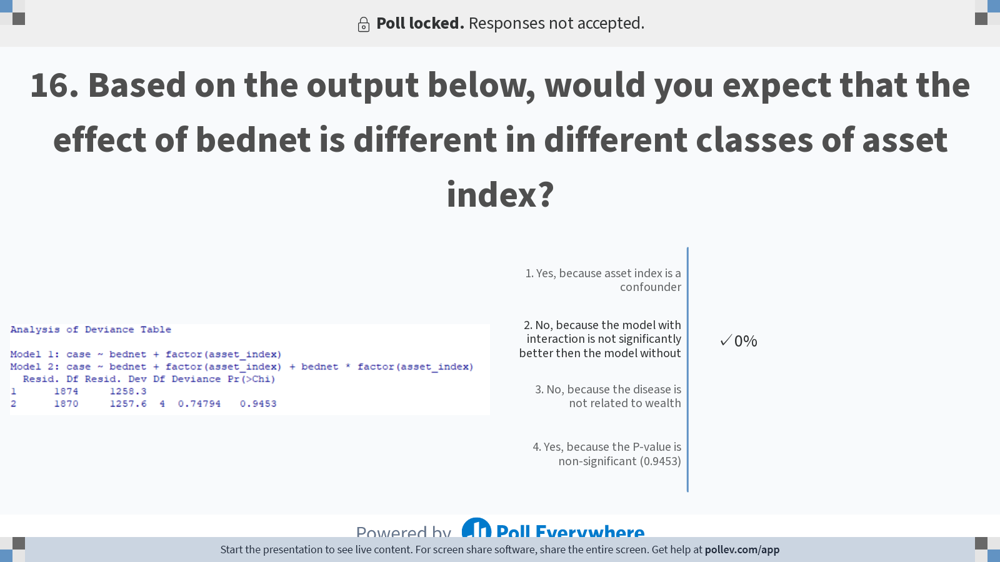 Poll locked. Responses not accepted.
16. Based on the output below, would you expect that the
effect of bednet is different in different classes of asset
index?
Analysis of Deviance Table
Model 1: case ~ bednet + factor(asset_index)
Model 2: case ~ bednet + factor(asset_index) + bednet * factor(asset_index)
Resid. Df Resid. Dev Df Deviance Pr(>Chi)
1 1874 1258.3
2 1870 1257.6 4 0.74794 0.9453
1. Yes, because asset index is a
confounder
2. No, because the model with
interaction is not significantly
better then the model without
✓0%
3. No, because the disease is
not related to wealth
4. Yes, because the P-value is
non-significant (0.9453)
Powered by Poll Everywhere
Start the presentation to see live content. For screen share software, share the entire screen. Get help at pollev.com/app